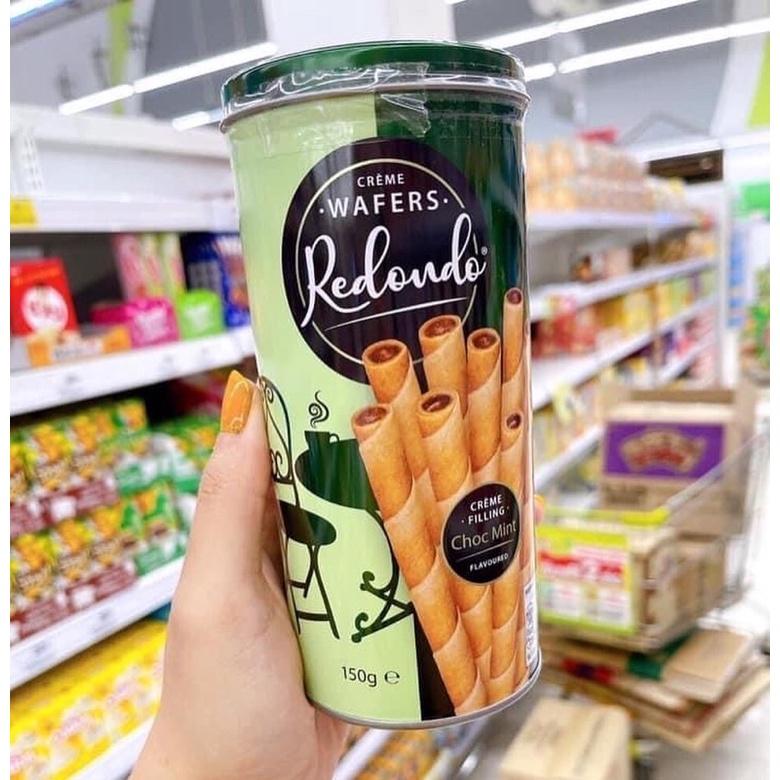 CRÈME
·WAFERS·
Redondo®
CRÈME
· FILLING ·
Choc Mint
FLAVOURED
150g ℮